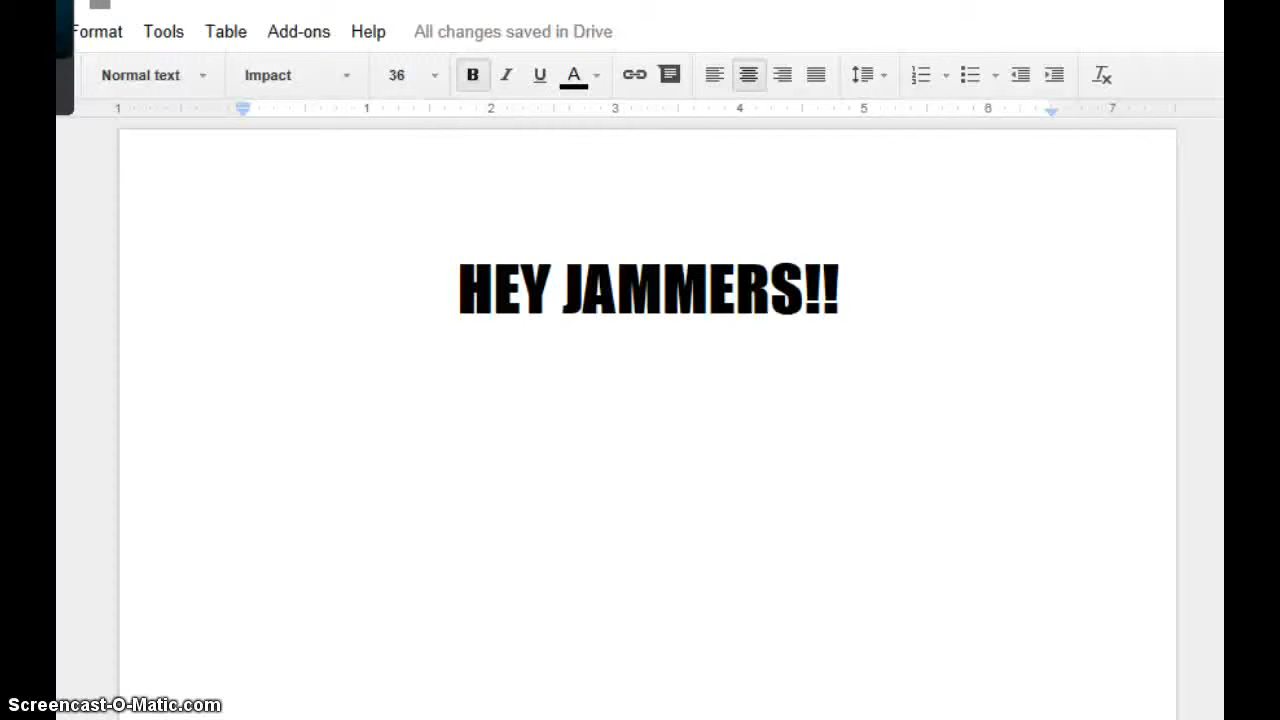 Format Tools Table Add-ons Help All changes saved in Drive
Normal text Impact 36 B I U A
1 1 2 3 4 5 6 7
HEY JAMMERS!!
Screencast-O-Matic.com